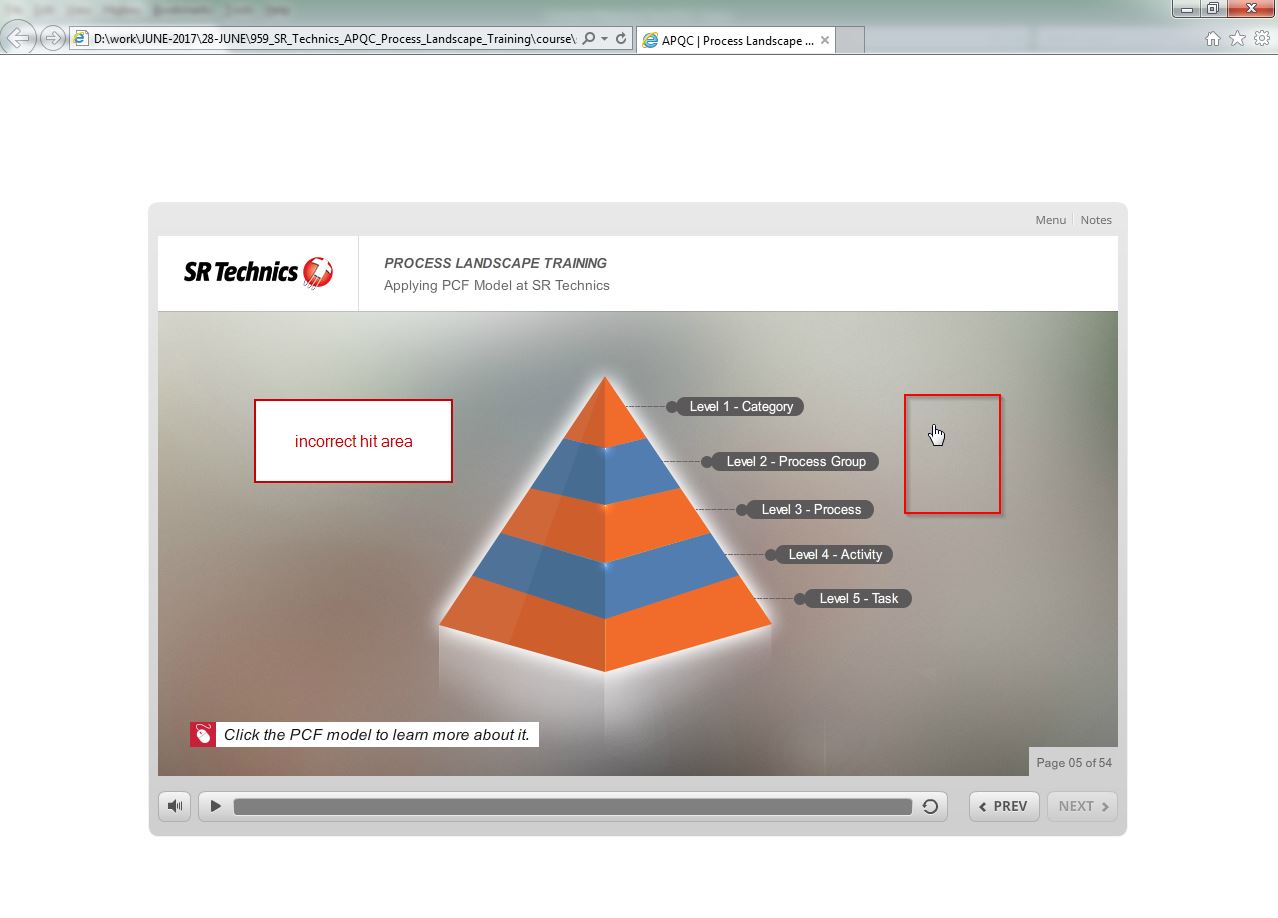 D:\work\JUNE-2017\28-JUNE\959_SR_Technics_APQC_Process_Landscape_Training\course\
APQC | Process Landscape ...
Menu
Notes
SR Technics
PROCESS LANDSCAPE TRAINING
Applying PCF Model at SR Technics
incorrect hit area
Level 1 - Category
Level 2 - Process Group
Level 3 - Process
Level 4 - Activity
Level 5 - Task
Click the PCF model to learn more about it.
Page 05 of 54
PREV
NEXT